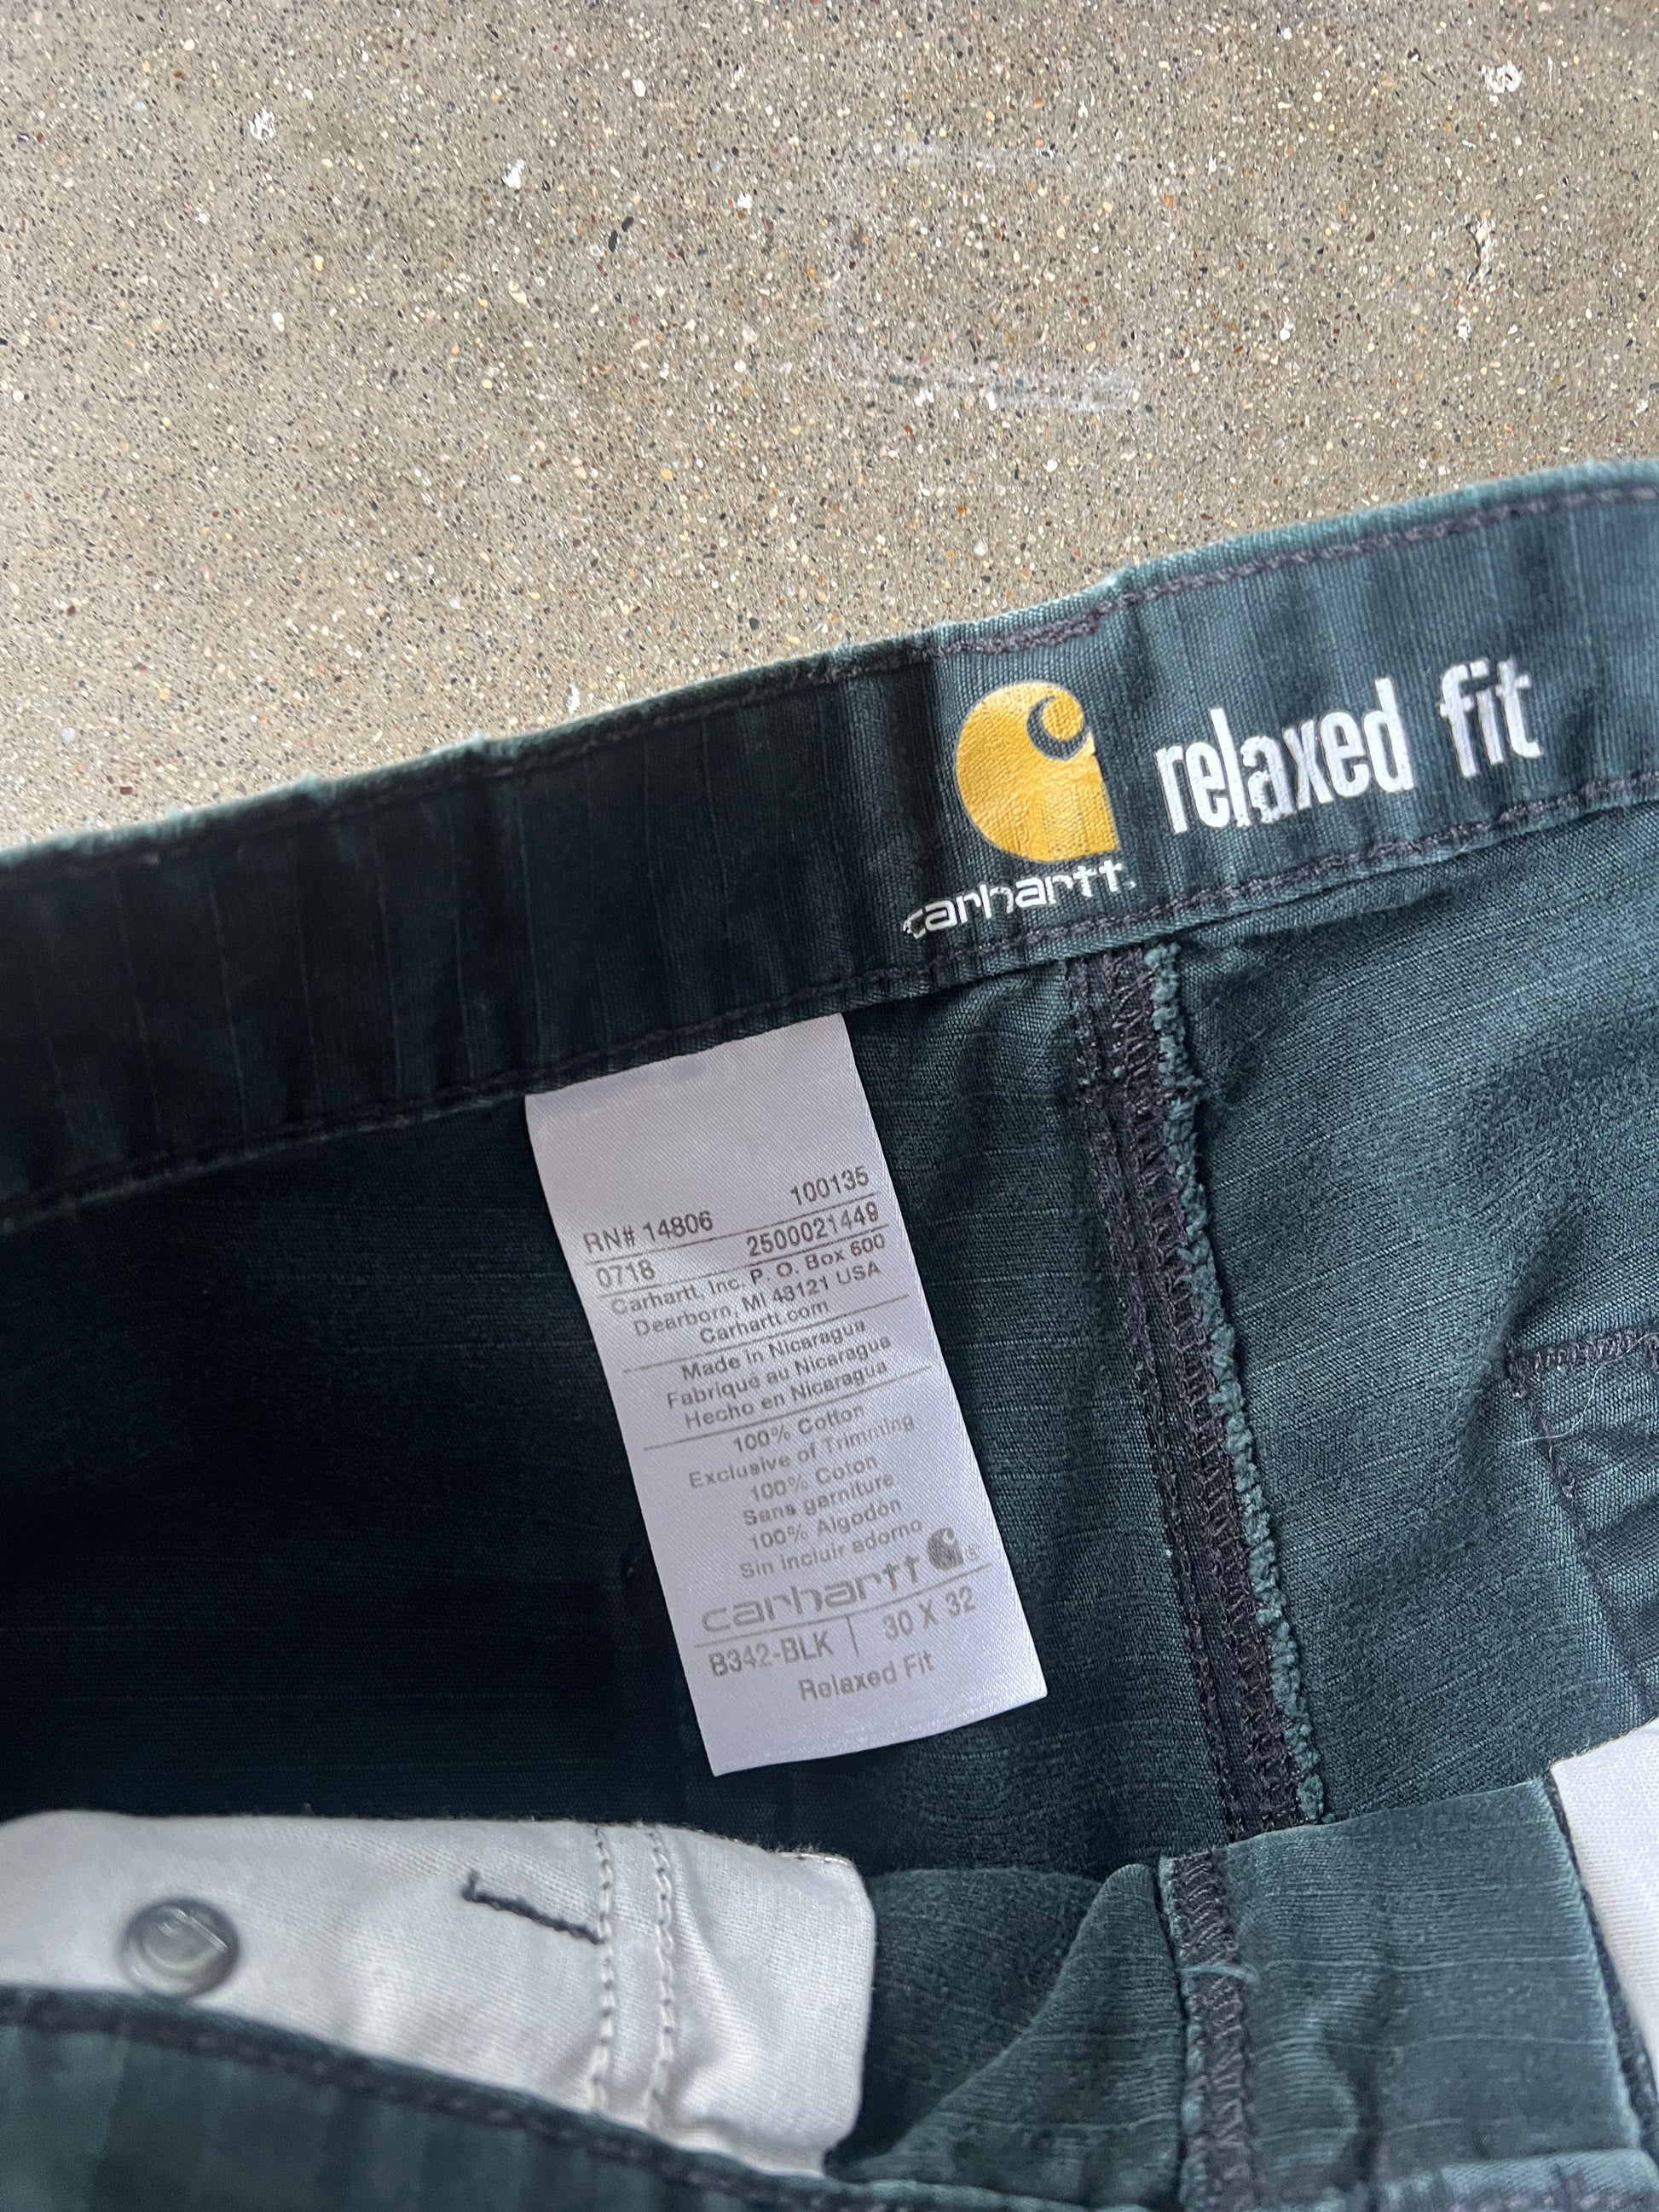 carhartt.
relaxed fit
100135
RN# 14806
2500021449
0718
Carhartt, Inc. P. O. Box 600
Dearborn, MI 48121 USA
Carhartt.com
Made in Nicaragua
Fabriqué au Nicaragua
Hecho en Nicaragua
100% Cotton
Exclusive of Trimming
100% Coton
Sans garniture
100% Algodón
Sin incluir adorno
carhartt ®
B342-BLK | 30 X 32
Relaxed Fit